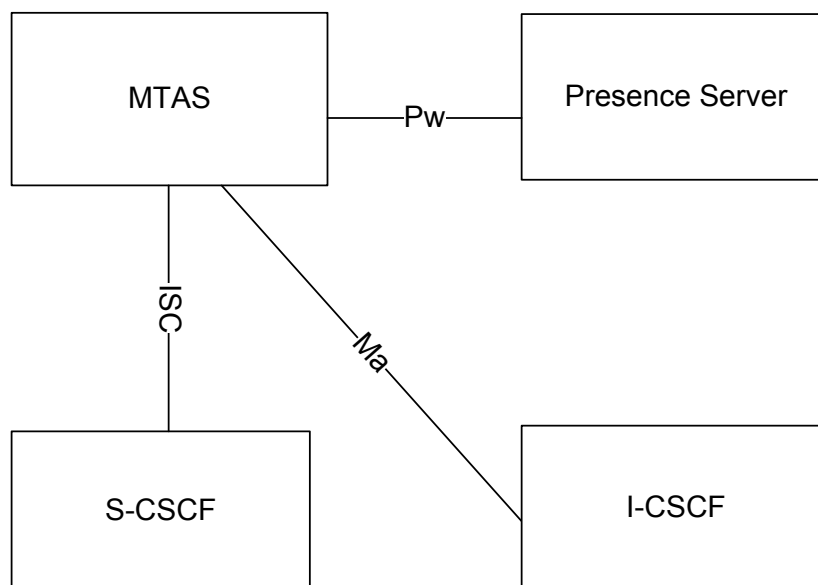 MTAS
Presence Server
Pw
ISC
Ma
S-CSCF
I-CSCF